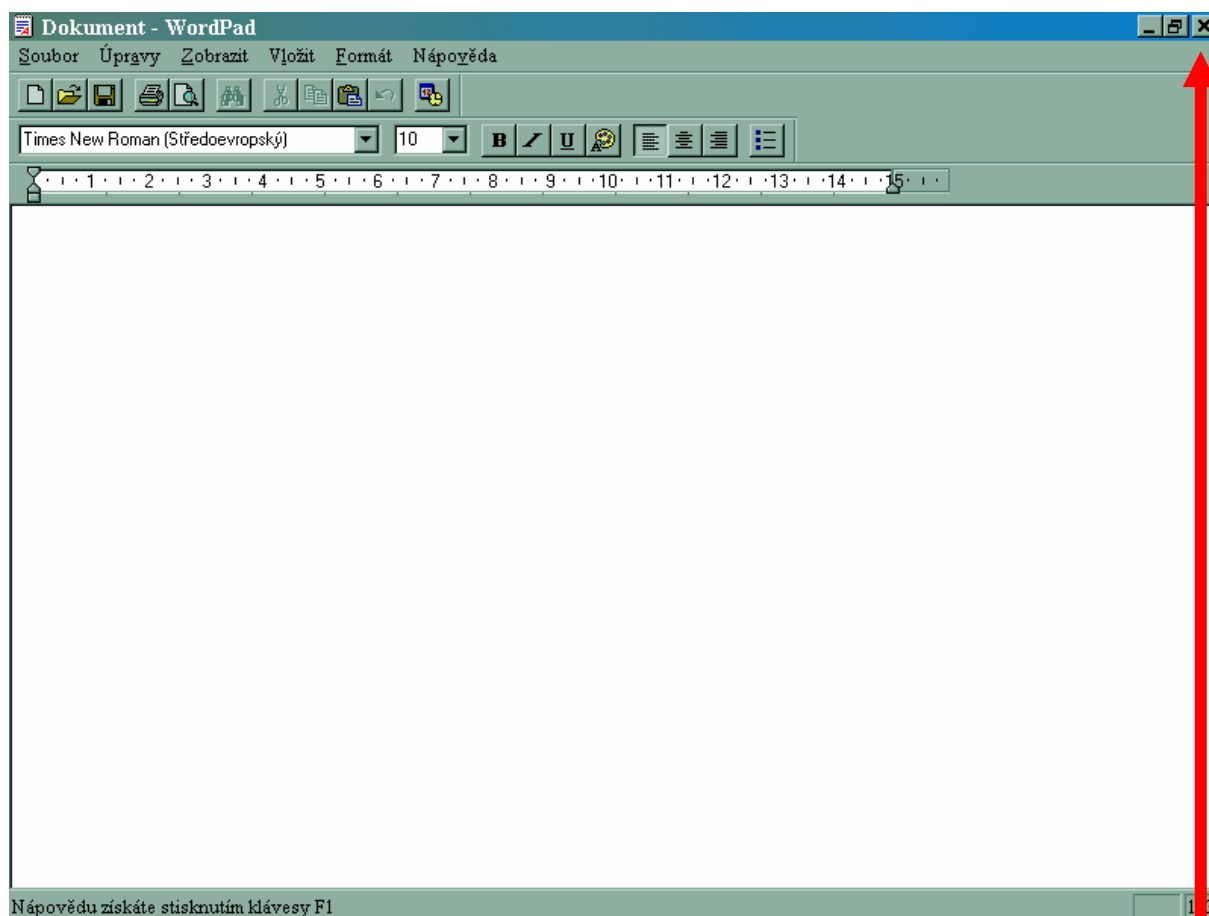 Dokument - WordPad
Soubor Úpravy Zobrazit Vložit Formát Nápověda
Times New Roman (Středoevropský) 10 B U
1 2 3 4 5 6 7 8 9 10 11 12 13 14 15
Nápovědu získáte stisknutím klávesy F1